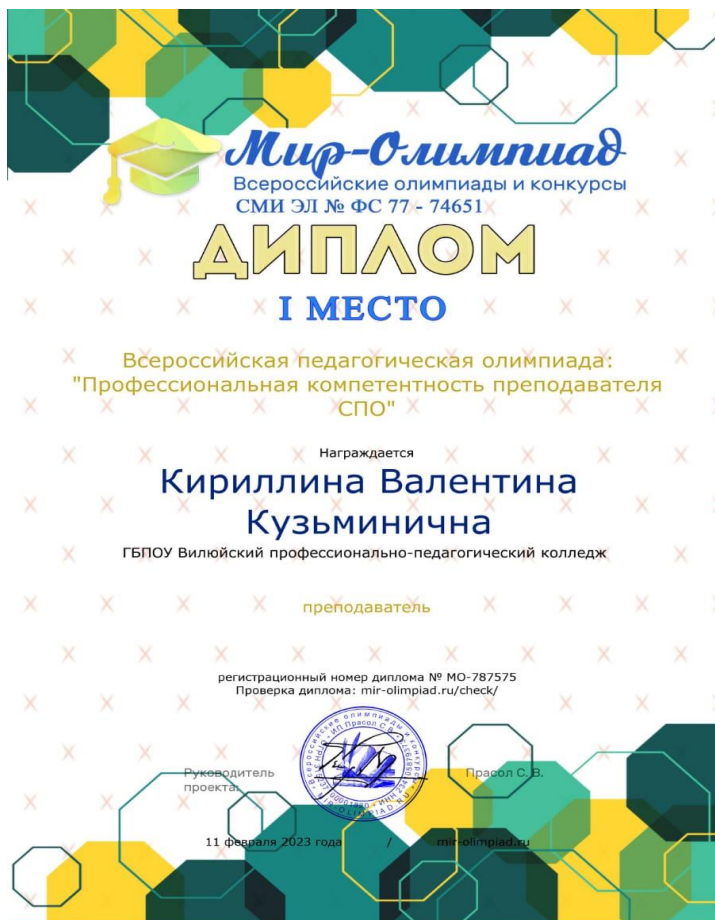 Мир-Олимпиад
Всероссийские олимпиады и конкурсы
СМИ ЭЛ № ФС 77 - 74651
ДИПЛОМ
I МЕСТО
Всероссийская педагогическая олимпиада:
"Профессиональная компетентность преподавателя
СПО"
Награждается
Кириллина Валентина
Кузьминична
ГБПОУ Вилюйский профессионально-педагогический колледж
преподаватель
регистрационный номер диплома № МО-787575
Проверка диплома: mir-olimpiad.ru/check/
Руководитель
проекта:
Прасол С. В.
11 февраля 2023 года / mir-olimpiad.ru